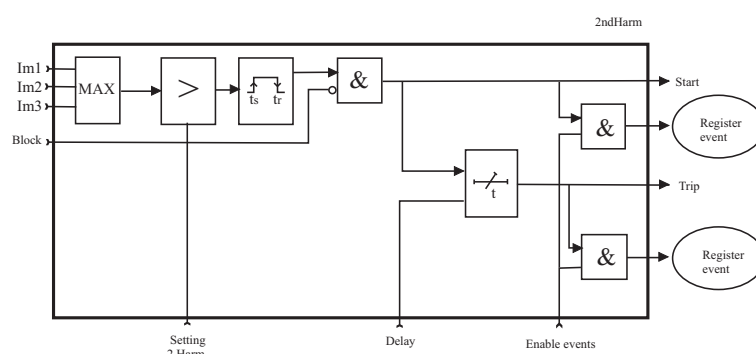 2ndHarm
Im1
Im2
Im3
MAX
>
ts tr
&
Start
Block
&
Register
event
t
Trip
&
Register
event
Setting
2 Harm
Delay
Enable events